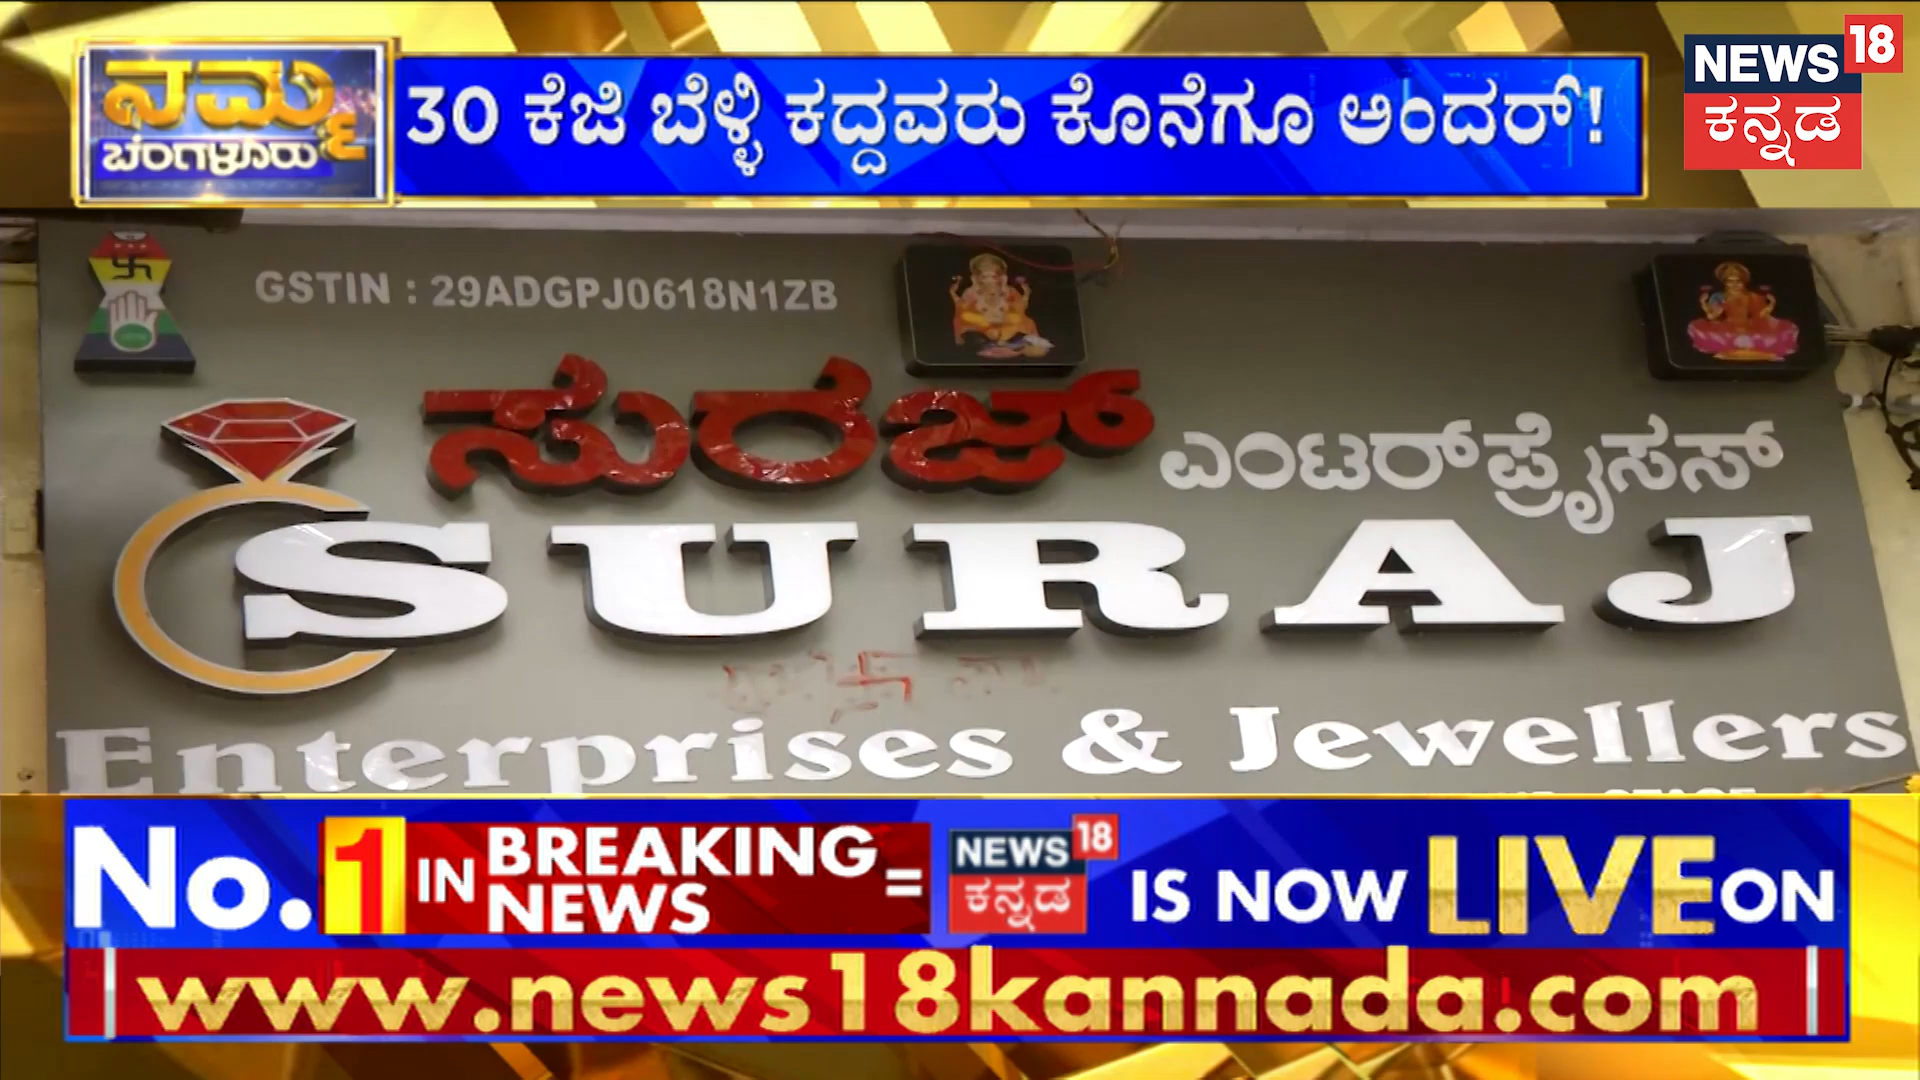 ನಮ್ಮ
ಬೆಂಗಳೂರು
30 ಕೆಜಿ ಬೆಳ್ಳಿ ಕದ್ದವರು ಕೊನೆಗೂ ಅಂದರ್!
NEWS 18
ಕನ್ನಡ
GSTIN : 29ADGPJ0618N1ZB
ಸುರಜ್ ಎಂಟರ್‌ಪ್ರೈಸಸ್
SURAJ
Enterprises & Jewellers
No. 1 IN BREAKING NEWS = NEWS 18 ಕನ್ನಡ IS NOW LIVE ON
www.news18kannada.com